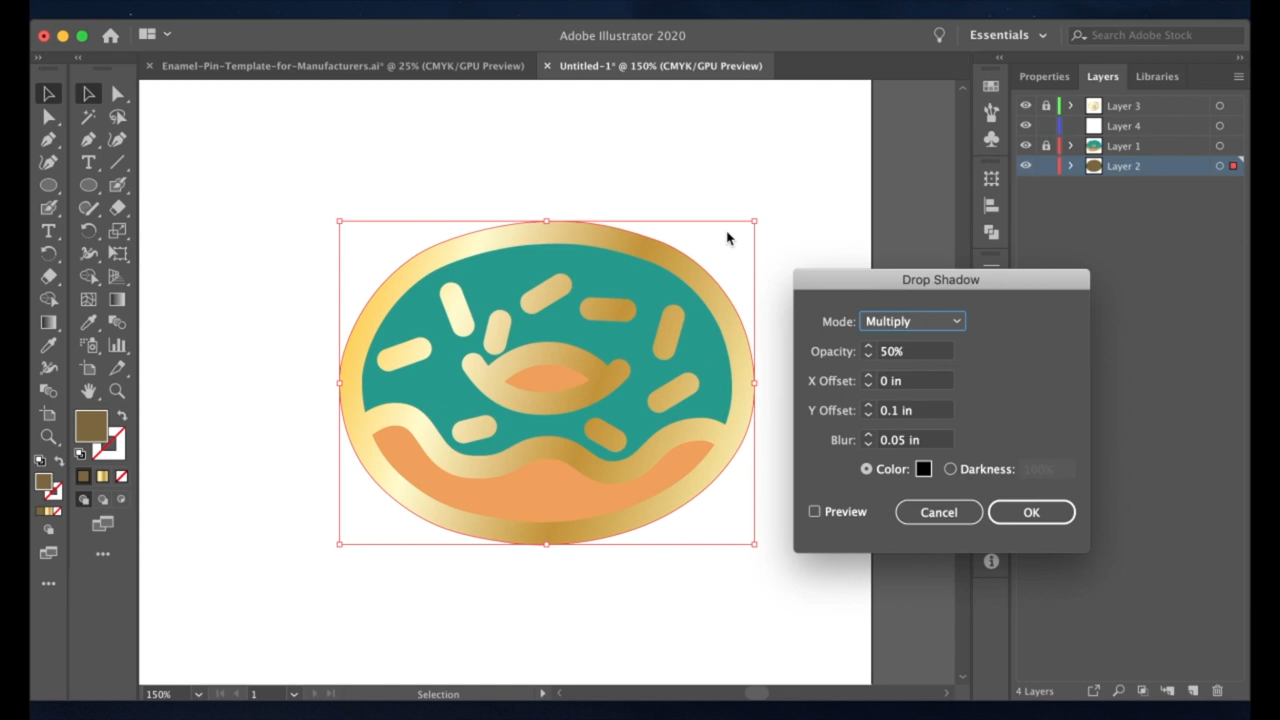 Adobe Illustrator 2020
Essentials
Search Adobe Stock
Enamel-Pin-Template-for-Manufacturers.ai* @ 25% (CMYK/GPU Preview)
Untitled-1* @ 150% (CMYK/GPU Preview)
Properties
Layers
Libraries
Layer 3
Layer 4
Layer 1
Layer 2
Drop Shadow
Mode: Multiply
Opacity: 50%
X Offset: 0 in
Y Offset: 0.1 in
Blur: 0.05 in
Color: Darkness: 100%
Preview
Cancel
OK
150%
1
Selection
4 Layers